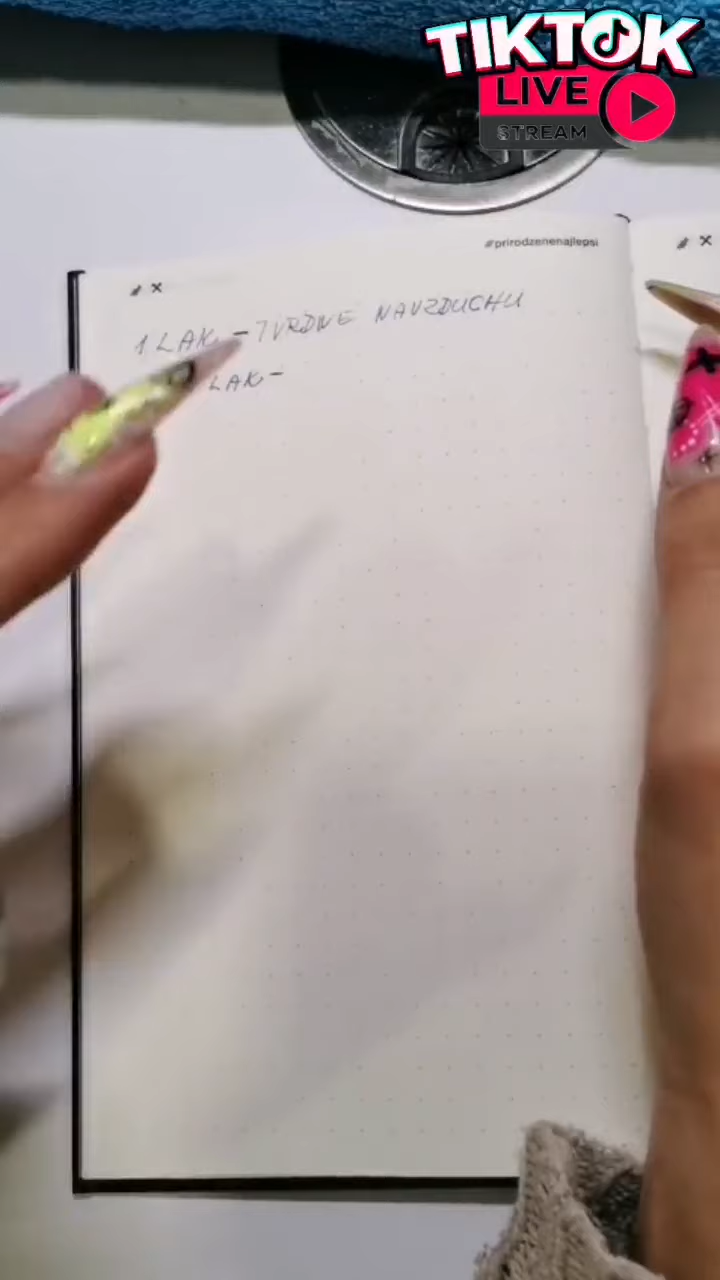 TIKTOK
LIVE
STREAM
#prirodzenenajlepsi
1. LAK - TVRDNE NAVZDUCHU
LAK -